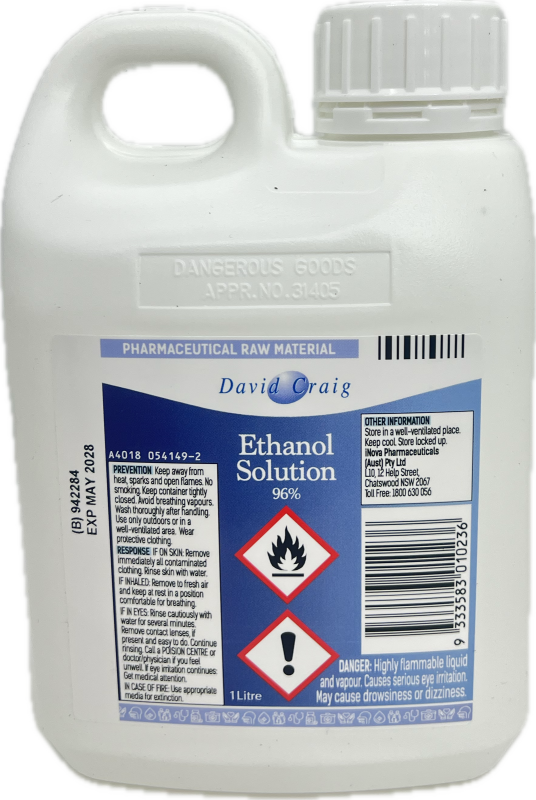 DANGEROUS GOODS
APPR.NO.31405
PHARMACEUTICAL RAW MATERIAL
David Craig
Ethanol
Solution
96%
A4018 054149-2
(B) 942284
EXP MAY 2028
PREVENTION Keep away from
heat, sparks and open flames. No
smoking. Keep container tightly
closed. Avoid breathing vapours.
Wash thoroughly after handling.
Use only outdoors or in a
well-ventilated area. Wear
protective clothing.
RESPONSE IF ON SKIN: Remove
immediately all contaminated
clothing. Rinse skin with water.
IF INHALED: Remove to fresh air
and keep at rest in a position
comfortable for breathing.
IF IN EYES: Rinse cautiously with
water for several minutes.
Remove contact lenses, if
present and easy to do. Continue
rinsing. Call a POISION CENTRE or
doctor/physician if you feel
unwell. If eye irritation continues:
Get medical attention.
IN CASE OF FIRE: Use appropriate
media for extinction.
OTHER INFORMATION
Store in a well-ventilated place.
Keep cool. Store locked up.
iNova Pharmaceuticals
(Aust) Pty Ltd
L10, 12 Help Street,
Chatswood NSW 2067
Toll Free: 1800 630 056
9 333583 010236
1 Litre
DANGER: Highly flammable liquid
and vapour. Causes serious eye irritation.
May cause drowsiness or dizziness.